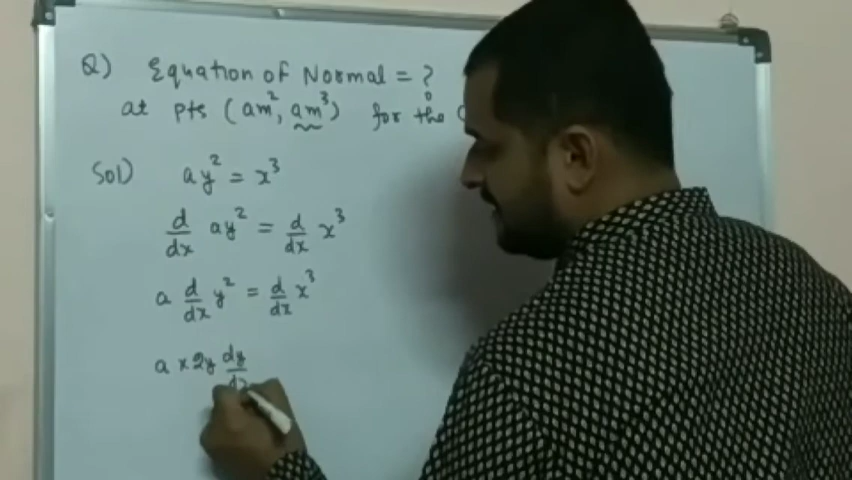 Q) Equation of Normal = ?
at pts (am², am³) for the
Sol) ay² = x³
d/dx ay² = d/dx x³
a d/dx y² = d/dx x³
a × 2y dy/dx